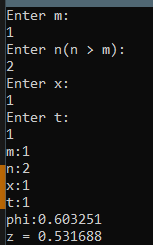 Enter m:
1
Enter n(n > m):
2
Enter x:
1
Enter t:
1
m:1
n:2
x:1
t:1
phi:0.603251
z = 0.531688